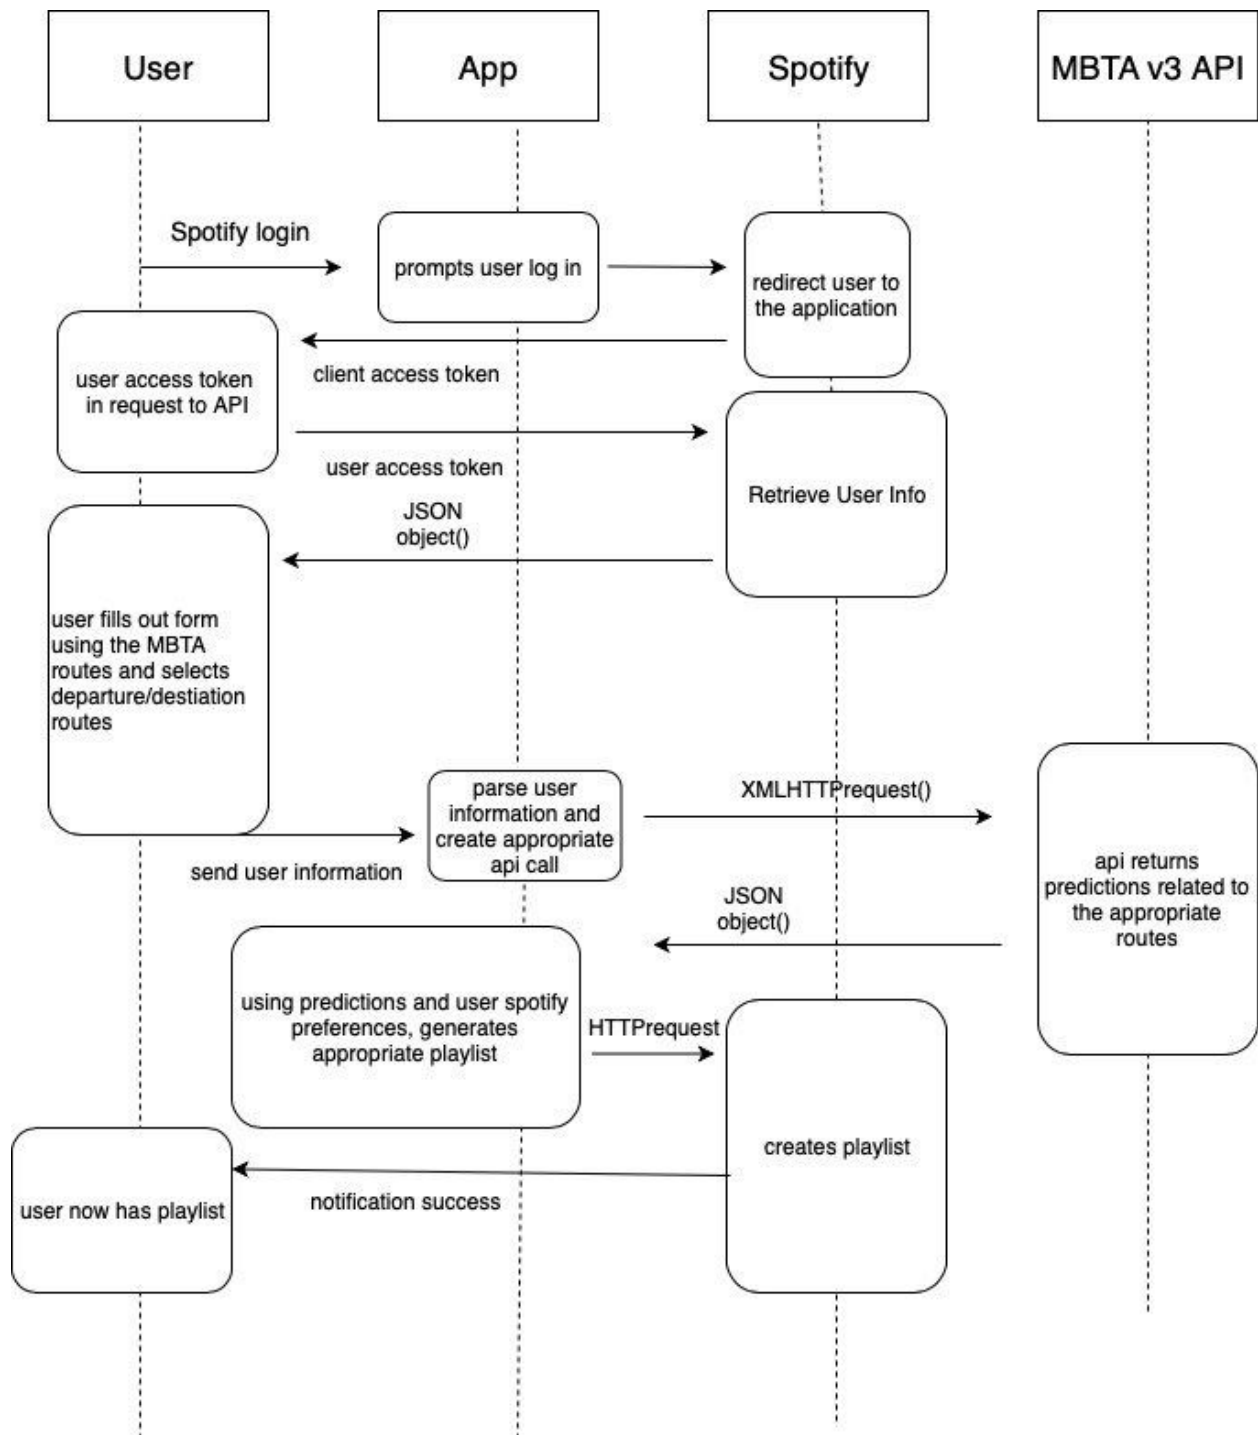 User
App
Spotify
MBTA v3 API
Spotify login
prompts user log in
redirect user to
the application
client access token
user access token
in request to API
user access token
Retrieve User Info
JSON
object()
user fills out form
using the MBTA
routes and selects
departure/destiation
routes
send user information
parse user
information and
create appropriate
api call
XMLHTTPrequest()
api returns
predictions related to
the appropriate
routes
JSON
object()
using predictions and user spotify
preferences, generates
appropriate playlist
HTTPrequest
creates playlist
notification success
user now has playlist